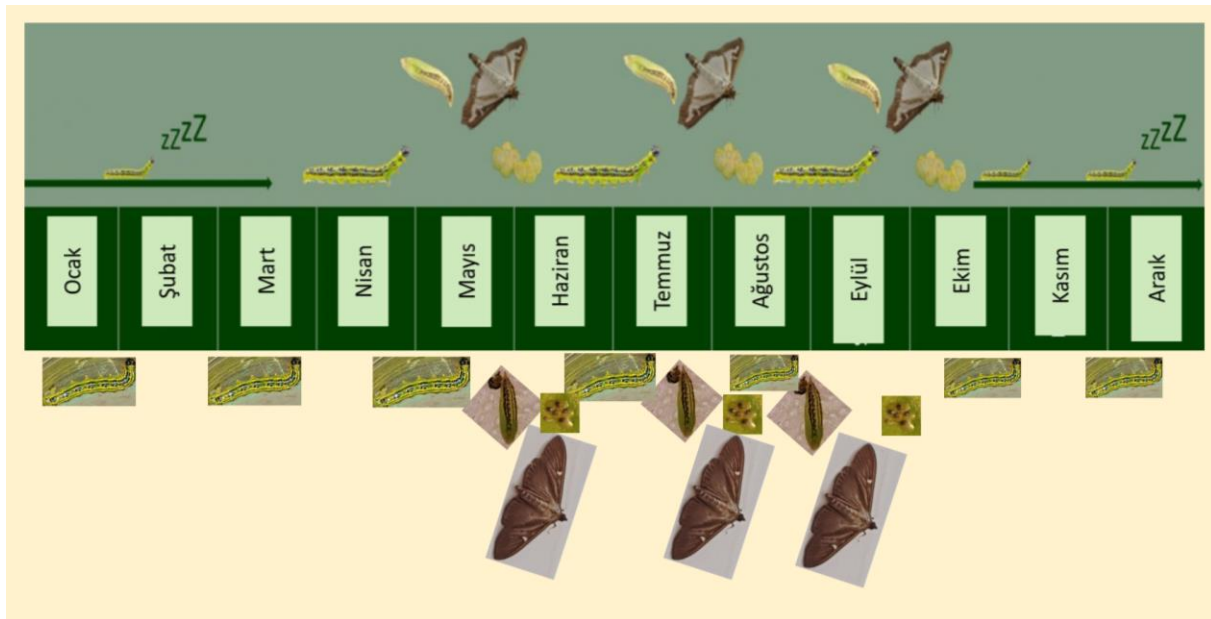 zZZZ
zZZZ
Ocak
Şubat
Mart
Nisan
Mayıs
Haziran
Temmuz
Ağustos
Eylül
Ekim
Kasım
Araık